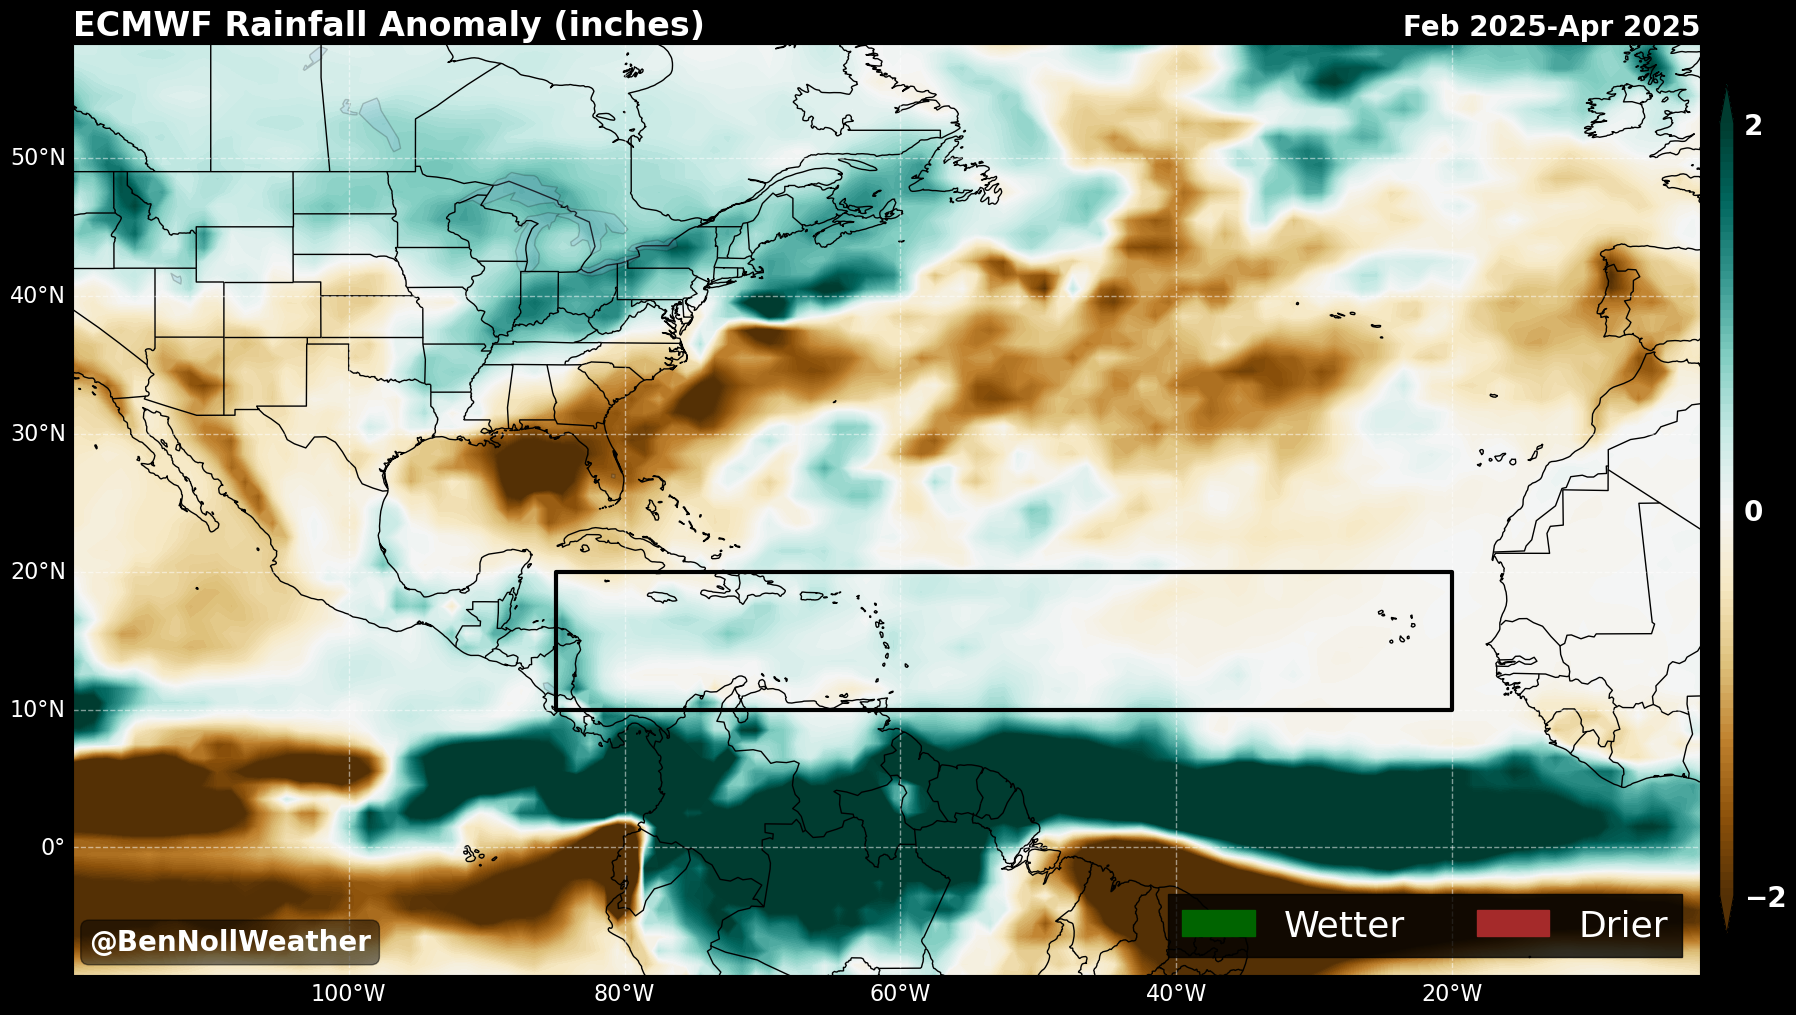 ECMWF Rainfall Anomaly (inches)
Feb 2025-Apr 2025
50°N
40°N
30°N
20°N
10°N
0°
100°W
80°W
60°W
40°W
20°W
2
0
−2
@BenNollWeather
Wetter
Drier